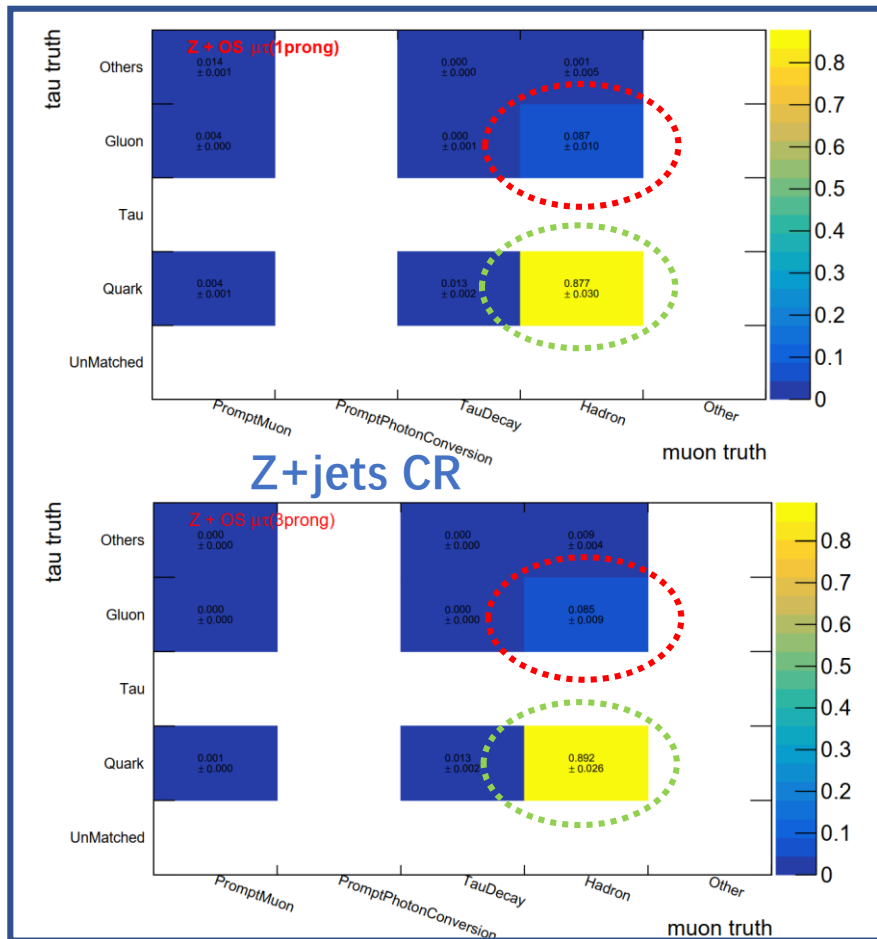 tau truth
Z + OS μτ(1prong)
Others
0.014
± 0.001
0.000
± 0.000
0.001
± 0.005
Gluon
0.004
± 0.000
0.000
± 0.001
0.087
± 0.010
Tau
Quark
0.004
± 0.001
0.013
± 0.002
0.877
± 0.030
UnMatched
PromptMuon
PromptPhotonConversion
TauDecay
Hadron
Other
muon truth
0.8
0.7
0.6
0.5
0.4
0.3
0.2
0.1
0
Z+jets CR
tau truth
Z + OS μτ(3prong)
Others
0.000
± 0.000
0.000
± 0.000
0.009
± 0.004
Gluon
0.000
± 0.000
0.000
± 0.000
0.085
± 0.009
Tau
Quark
0.001
± 0.000
0.013
± 0.002
0.892
± 0.026
UnMatched
PromptMuon
PromptPhotonConversion
TauDecay
Hadron
Other
muon truth
0.8
0.7
0.6
0.5
0.4
0.3
0.2
0.1
0